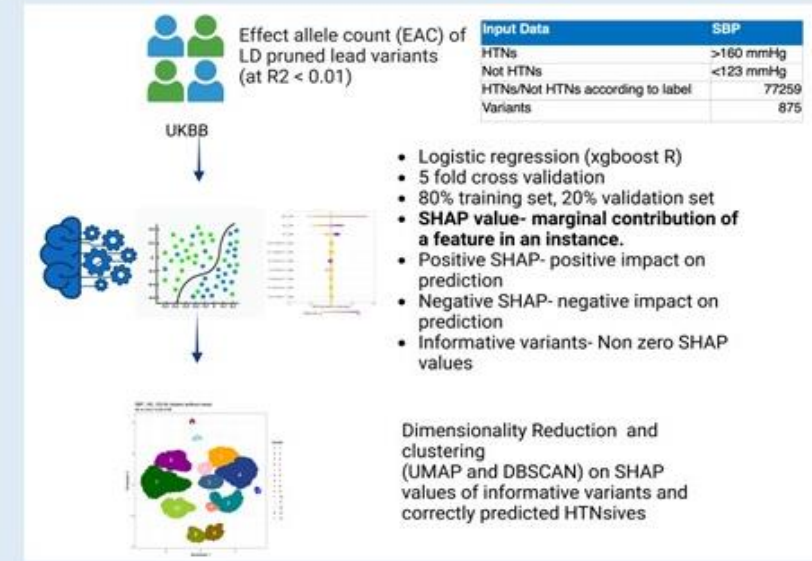 Effect allele count (EAC) of
LD pruned lead variants
(at R2 < 0.01)
Input Data SBP
HTNs >160 mmHg
Not HTNs <123 mmHg
HTNs/Not HTNs according to label 77259
Variants 875
UKBB
• Logistic regression (xgboost R)
• 5 fold cross validation
• 80% training set, 20% validation set
• SHAP value- marginal contribution of
a feature in an instance.
• Positive SHAP- positive impact on
prediction
• Negative SHAP- negative impact on
prediction
• Informative variants- Non zero SHAP
values
Dimensionality Reduction and
clustering
(UMAP and DBSCAN) on SHAP
values of informative variants and
correctly predicted HTNsives